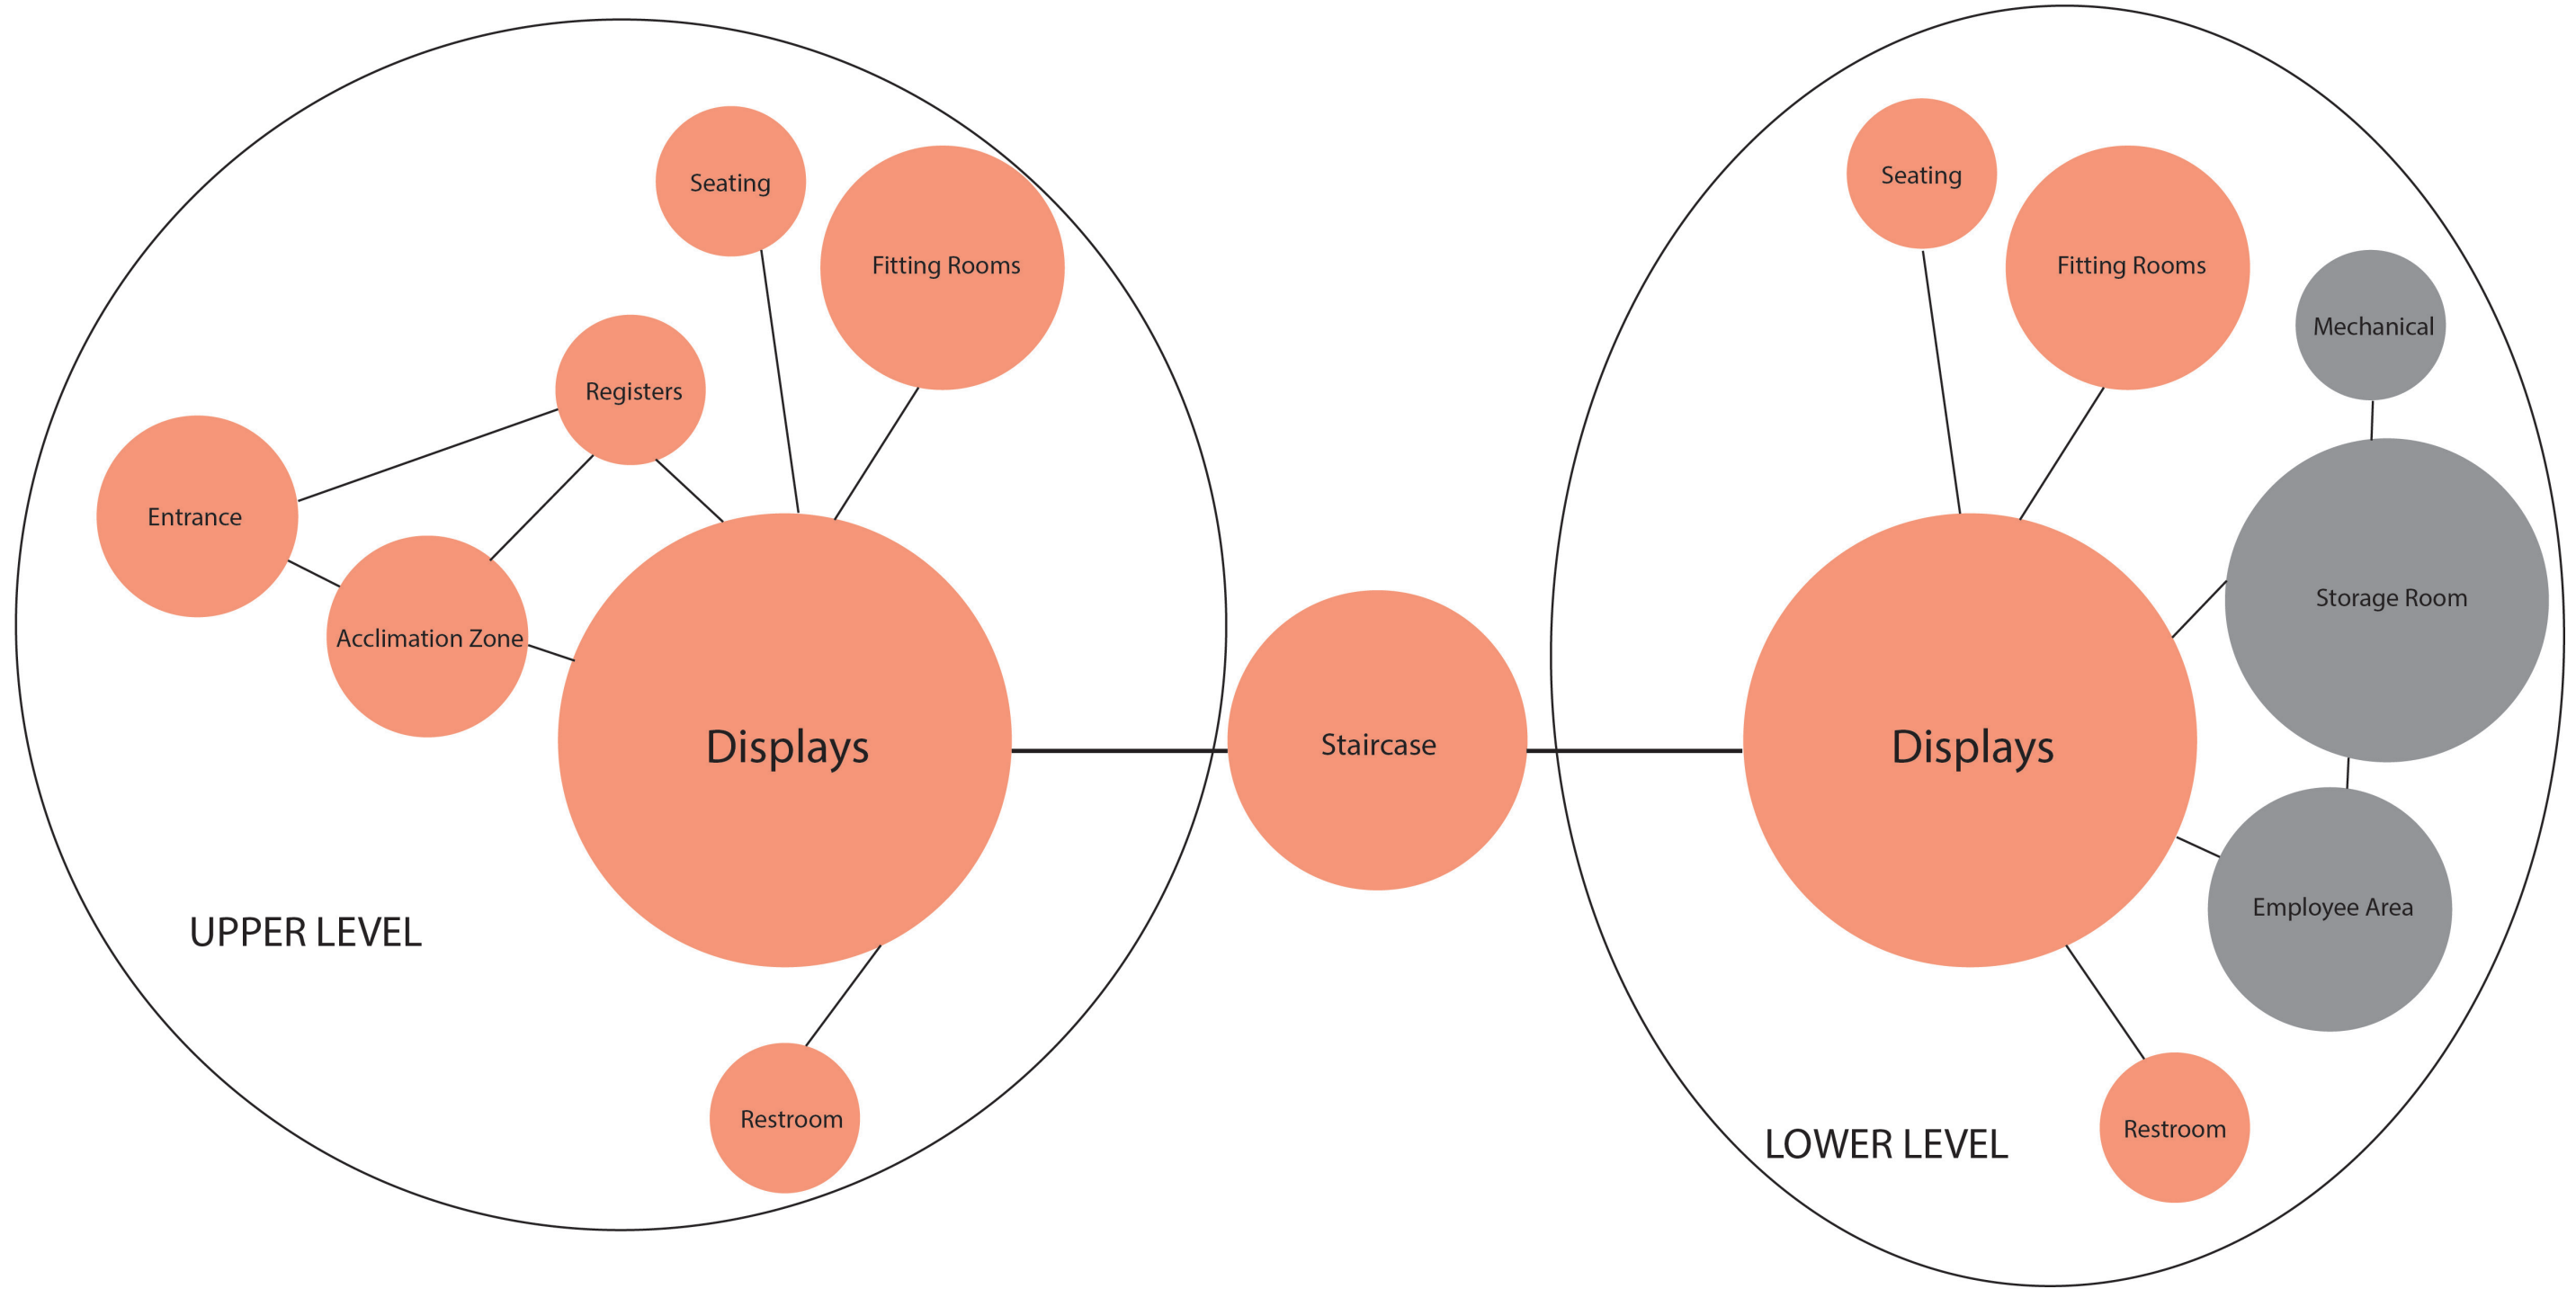 Seating
Fitting Rooms
Registers
Entrance
Acclimation Zone
Displays
UPPER LEVEL
Restroom
Staircase
Seating
Fitting Rooms
Mechanical
Storage Room
Displays
Employee Area
LOWER LEVEL
Restroom